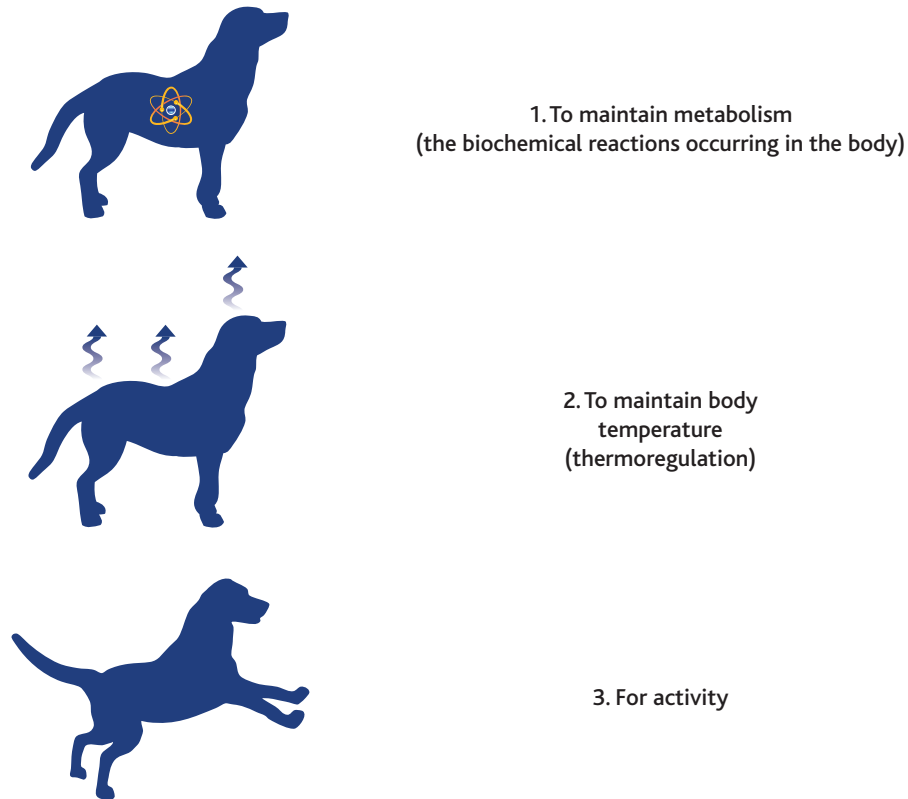 1. To maintain metabolism
(the biochemical reactions occurring in the body)
2. To maintain body
temperature
(thermoregulation)
3. For activity